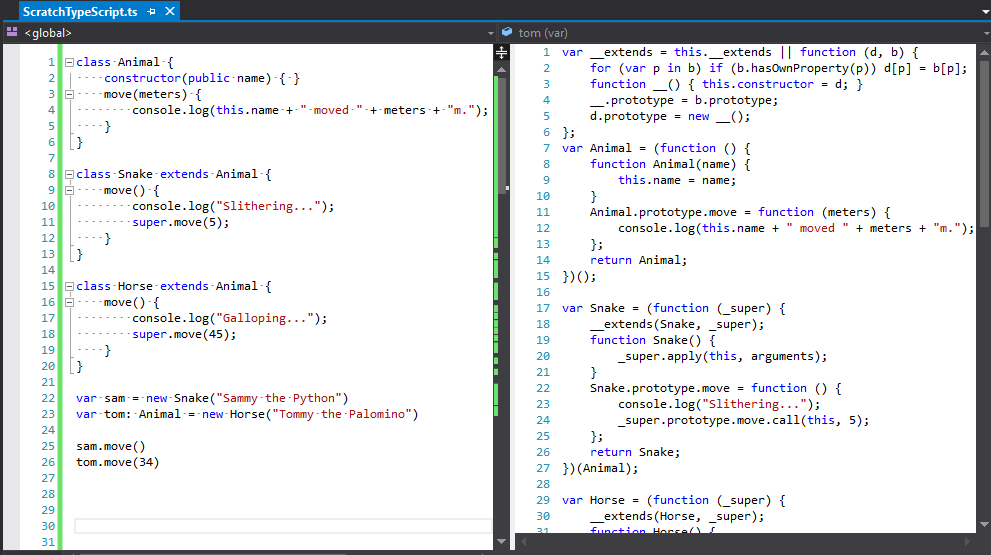 ScratchTypeScript.ts
<global>
tom (var)
1 class Animal {
2 constructor(public name) { }
3 move(meters) {
4 console.log(this.name + " moved " + meters + "m.");
5 }
6 }
7
8 class Snake extends Animal {
9 move() {
10 console.log("Slithering...");
11 super.move(5);
12 }
13 }
14
15 class Horse extends Animal {
16 move() {
17 console.log("Galloping...");
18 super.move(45);
19 }
20 }
21
22 var sam = new Snake("Sammy the Python")
23 var tom: Animal = new Horse("Tommy the Palomino")
24
25 sam.move()
26 tom.move(34)
27
28
29
30
31
1 var __extends = this.__extends || function (d, b) {
2 for (var p in b) if (b.hasOwnProperty(p)) d[p] = b[p];
3 function __() { this.constructor = d; }
4 __.prototype = b.prototype;
5 d.prototype = new __();
6 };
7 var Animal = (function () {
8 function Animal(name) {
9 this.name = name;
10 }
11 Animal.prototype.move = function (meters) {
12 console.log(this.name + " moved " + meters + "m.");
13 };
14 return Animal;
15 })();
16
17 var Snake = (function (_super) {
18 __extends(Snake, _super);
19 function Snake() {
20 _super.apply(this, arguments);
21 }
22 Snake.prototype.move = function () {
23 console.log("Slithering...");
24 _super.prototype.move.call(this, 5);
25 };
26 return Snake;
27 })(Animal);
28
29 var Horse = (function (_super) {
30 __extends(Horse, _super);
31 function Horse() {